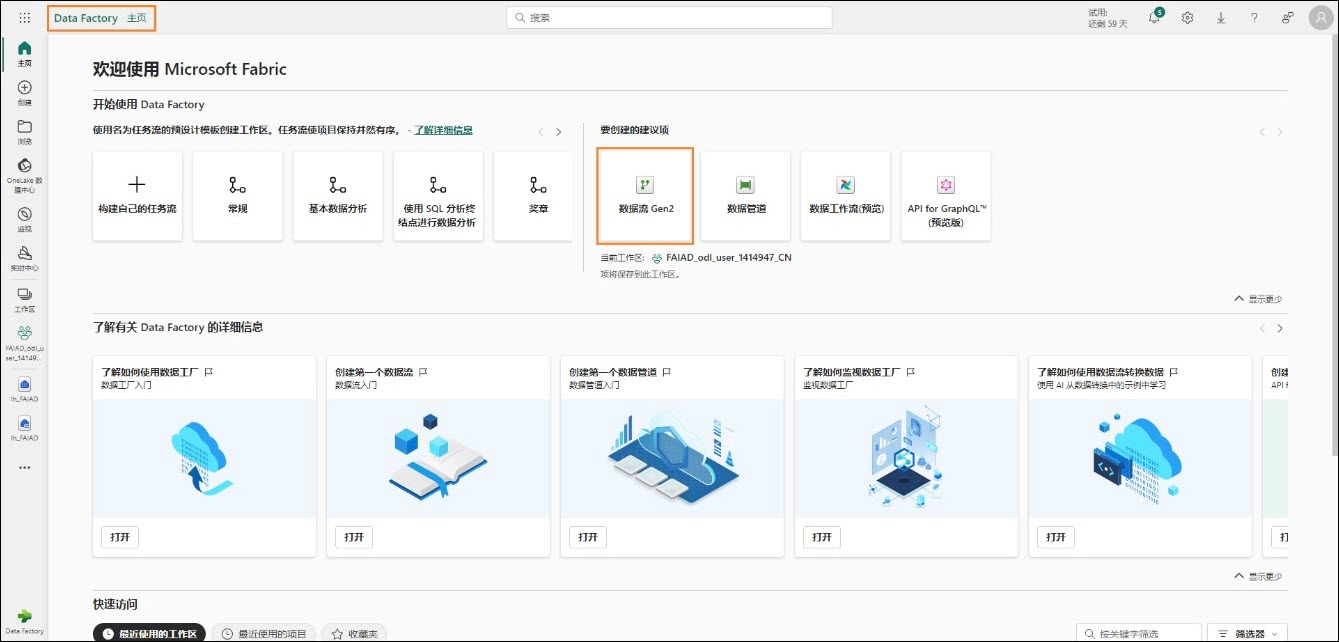 Data Factory 主页
搜索
试用:
还剩 59 天
5
主页
创建
浏览
OneLake 数
据中心
监视
实时中心
工作区
FAIAD_odl_u
ser_14149...
lh_FAIAD
lh_FAIAD
Data Factory
欢迎使用 Microsoft Fabric
开始使用 Data Factory
使用名为任务流的预设计模板创建工作区。任务流使项目保持井然有序。 - 了解详细信息
构建自己的任务流
常规
基本数据分析
使用 SQL 分析终
结点进行数据分析
奖章
要创建的建议项
数据流 Gen2
数据管道
数据工作流(预览)
API for GraphQL™
(预览版)
当前工作区: FAIAD_odl_user_1414947_CN
项将保存到此工作区。
显示更少
了解有关 Data Factory 的详细信息
了解如何使用数据工厂
数据工厂入门
打开
创建第一个数据流
数据流入门
打开
创建第一个数据管道
数据管道入门
打开
了解如何监视数据工厂
监视数据工厂
打开
了解如何使用数据流转换数据
使用 AI 从数据转换中的示例中学习
打开
创建
API
打
显示更少
快速访问
最近使用的工作区
最近使用的项目
收藏夹
按关键字筛选
筛选器